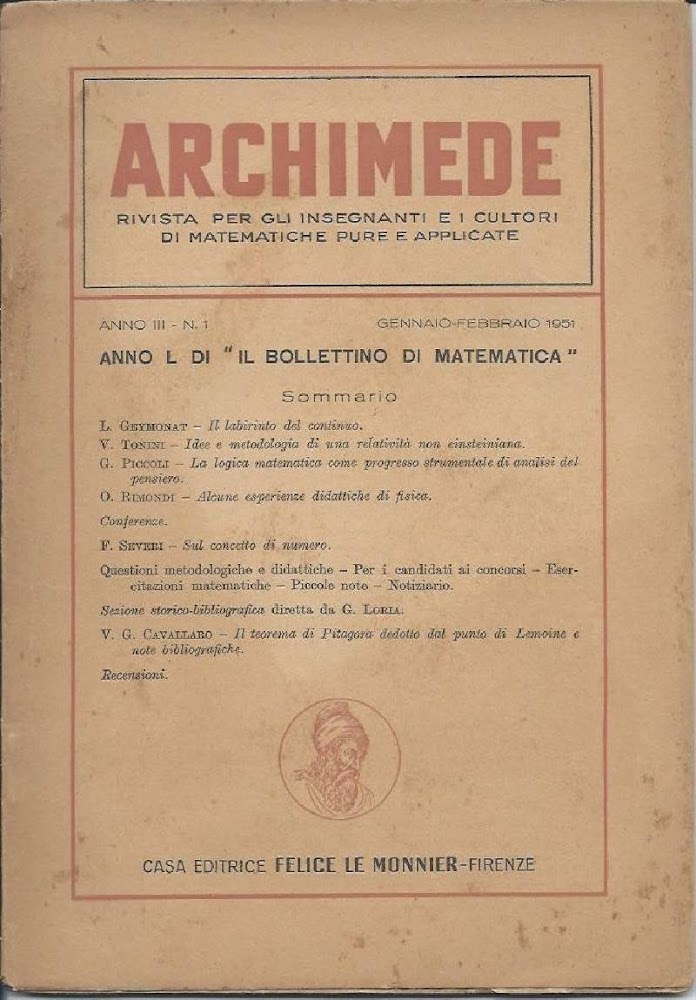 ARCHIMEDE
RIVISTA PER GLI INSEGNANTI E I CULTORI
DI MATEMATICHE PURE E APPLICATE
ANNO III - N. 1 GENNAIO-FEBBRAIO 1951
ANNO L DI "IL BOLLETTINO DI MATEMATICA"
Sommario
L. GEYMONAT – Il labirinto del continuo.
V. TONINI – Idee e metodologia di una relatività non einsteiniana.
G. PICCOLI – La logica matematica come progresso strumentale di analisi del
pensiero.
O. RIMONDI – Alcune esperienze didattiche di fisica.
Conferenze.
F. SEVERI – Sul concetto di numero.
Questioni metodologiche e didattiche – Per i candidati ai concorsi – Eser-
citazioni matematiche – Piccole note – Notiziario.
Sezione storico-bibliografica diretta da G. LORIA.
V. G. CAVALLARO – Il teorema di Pitagora dedotto dal punto di Lemoine e
note bibliografiche.
Recensioni.
CASA EDITRICE FELICE LE MONNIER-FIRENZE